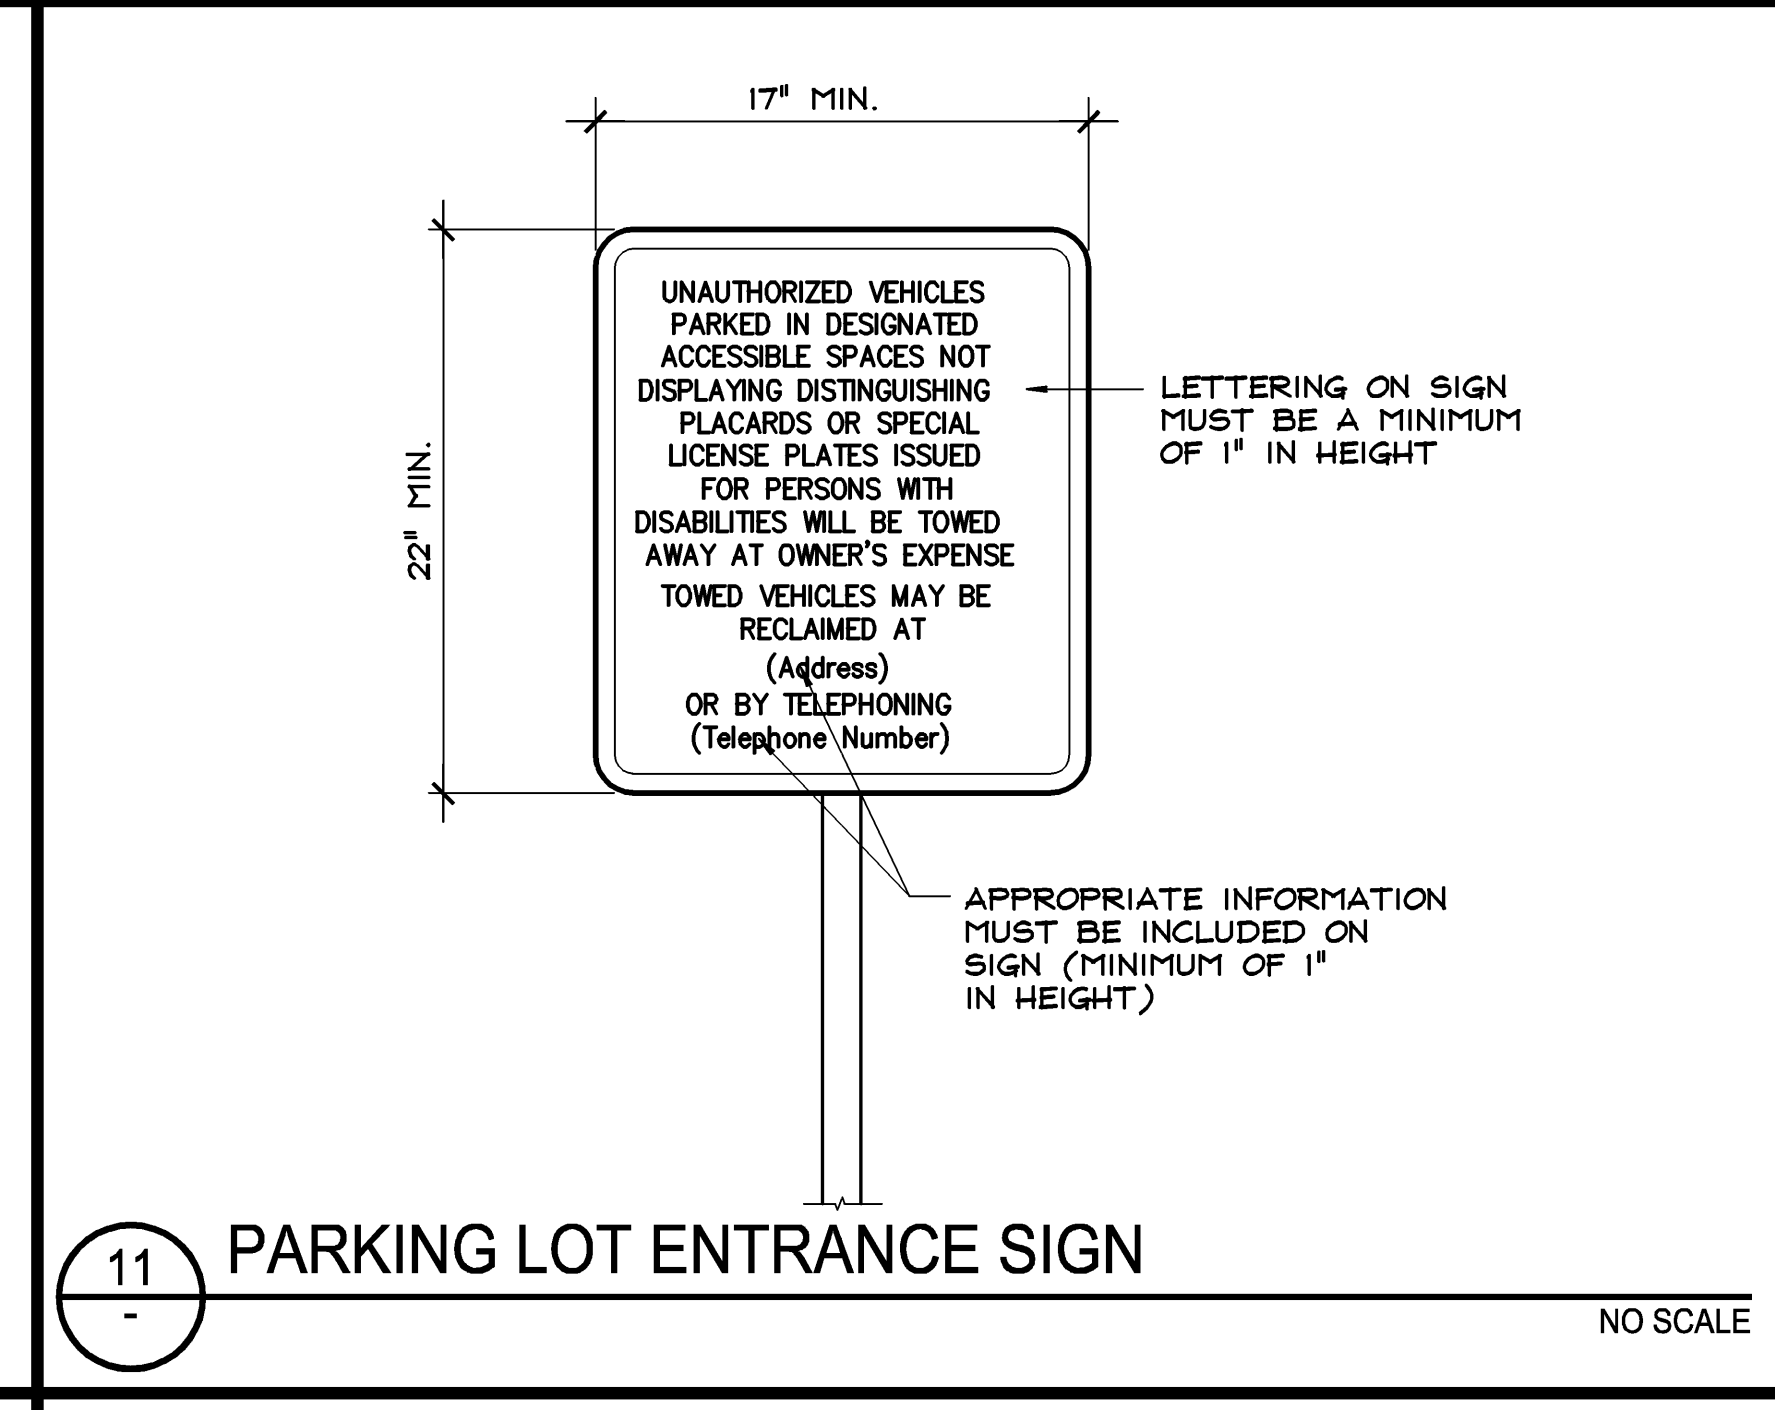 17" MIN.
22" MIN.
UNAUTHORIZED VEHICLES
PARKED IN DESIGNATED
ACCESSIBLE SPACES NOT
DISPLAYING DISTINGUISHING
PLACARDS OR SPECIAL
LICENSE PLATES ISSUED
FOR PERSONS WITH
DISABILITIES WILL BE TOWED
AWAY AT OWNER'S EXPENSE
TOWED VEHICLES MAY BE
RECLAIMED AT
(Address)
OR BY TELEPHONING
(Telephone Number)
LETTERING ON SIGN
MUST BE A MINIMUM
OF 1" IN HEIGHT
APPROPRIATE INFORMATION
MUST BE INCLUDED ON
SIGN (MINIMUM OF 1"
IN HEIGHT)
11
-
PARKING LOT ENTRANCE SIGN
NO SCALE